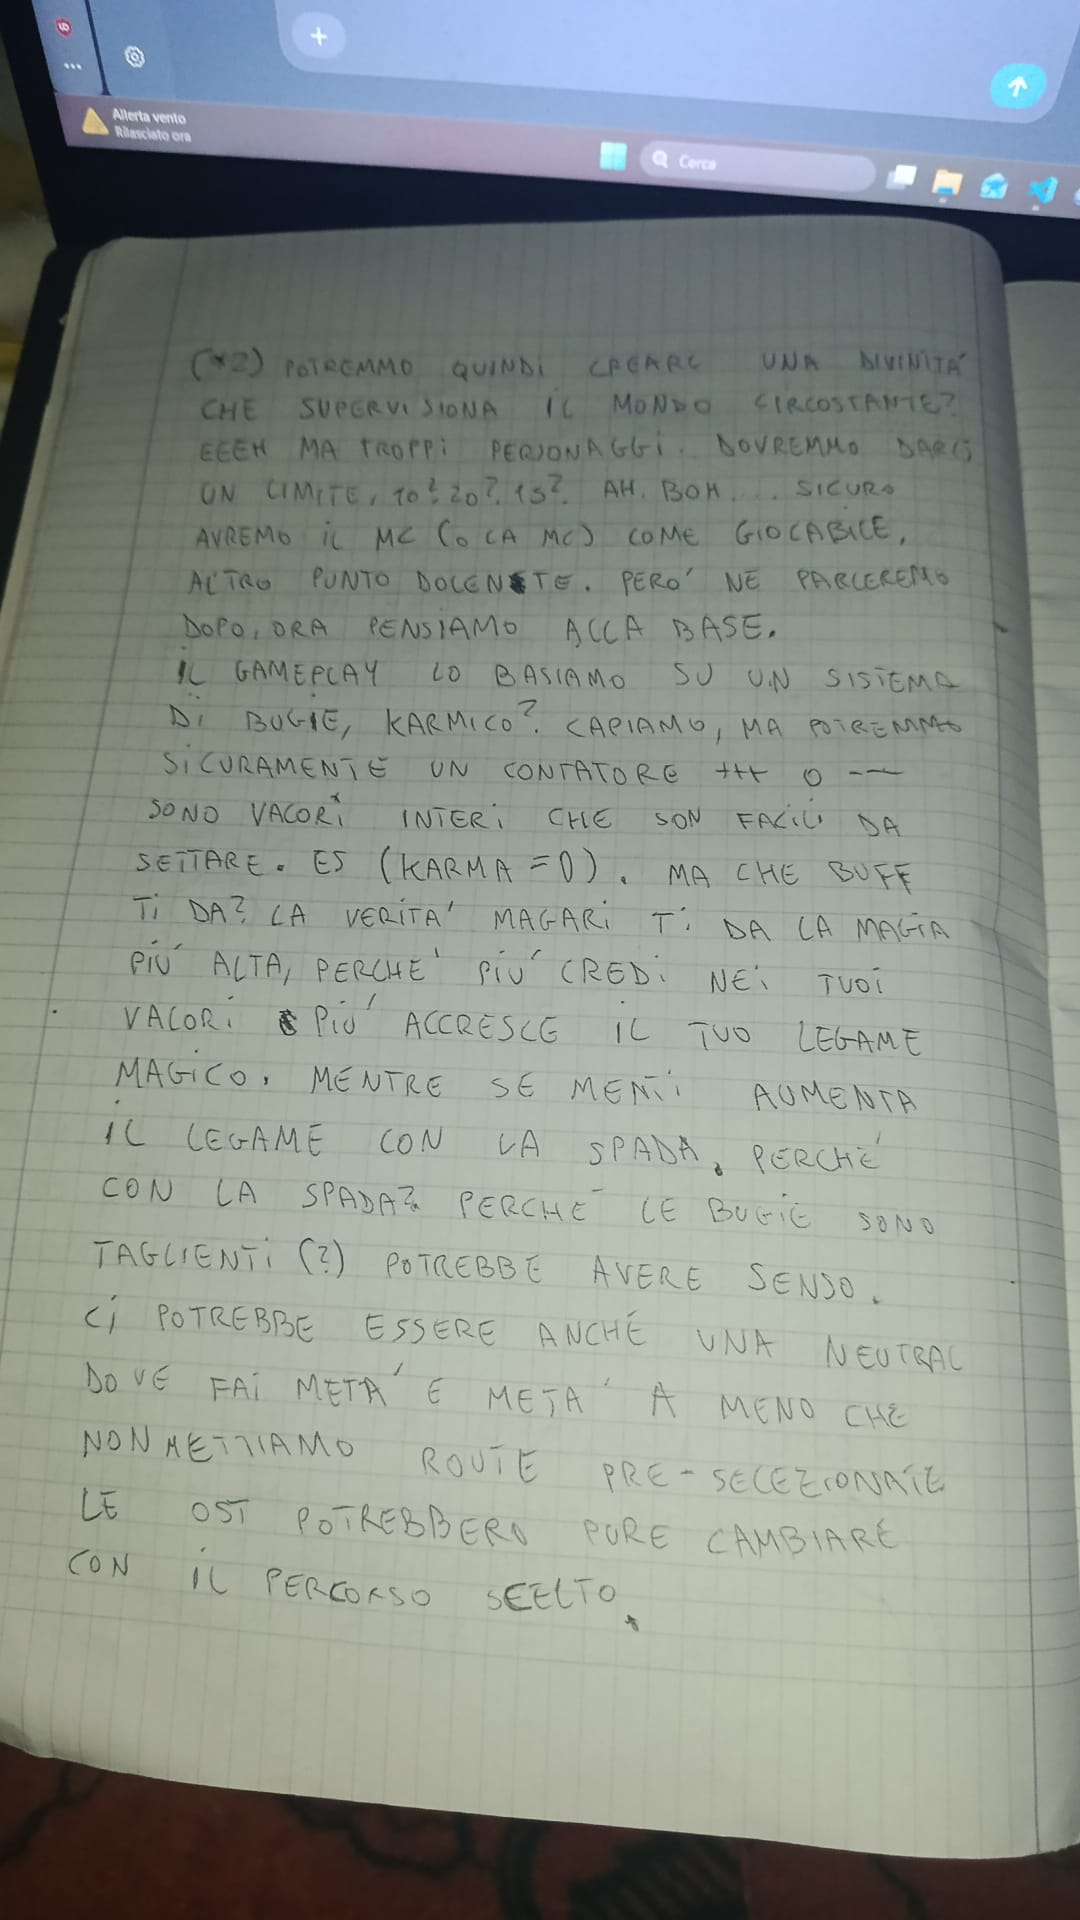 Allerta vento
Rilasciato ora
Cerca
(*2) POTREMMO QUINDI CREARE UNA DIVINITÀ
CHE SUPERVISIONA IL MONDO CIRCOSTANTE?
EEEH MA TROPPI PERSONAGGI. DOVREMMO DARCI
UN LIMITE, 10? 20? 15? AH. BOH.... SICURO
AVREMO IL MC (O LA MC) COME GIOCABILE,
ALTRO PUNTO DOLENTE. PERO' NE PARLEREMO
DOPO, ORA PENSIAMO ALLA BASE.
IL GAMEPLAY LO BASIAMO SU UN SISTEMA
DI BUGIE, KARMICO? CAPIAMO, MA POTREMMO
SICURAMENTE UN CONTATORE +++ O ---
SONO VALORI INTERI CHE SON FACILI DA
SETTARE. ES (KARMA = 0). MA CHE BUFF
TI DA? LA VERITA' MAGARI TI DA LA MAGIA
PIÚ ALTA, PERCHE' PIÚ CREDI NEI TUOI
VALORI PIÚ ACCRESCE IL TUO LEGAME
MAGICO. MENTRE SE MENTI AUMENTA
IL LEGAME CON LA SPADA, PERCHÉ
CON LA SPADA? PERCHE' LE BUGIE SONO
TAGLIENTI (?) POTREBBE AVERE SENSO.
CI POTREBBE ESSERE ANCHE UNA NEUTRAL
DOVE FAI META' E META' A MENO CHE
NON METTIAMO ROUTE PRE-SELEZIONATE
LE OST POTREBBERO PURE CAMBIARE
CON IL PERCORSO SCELTO.